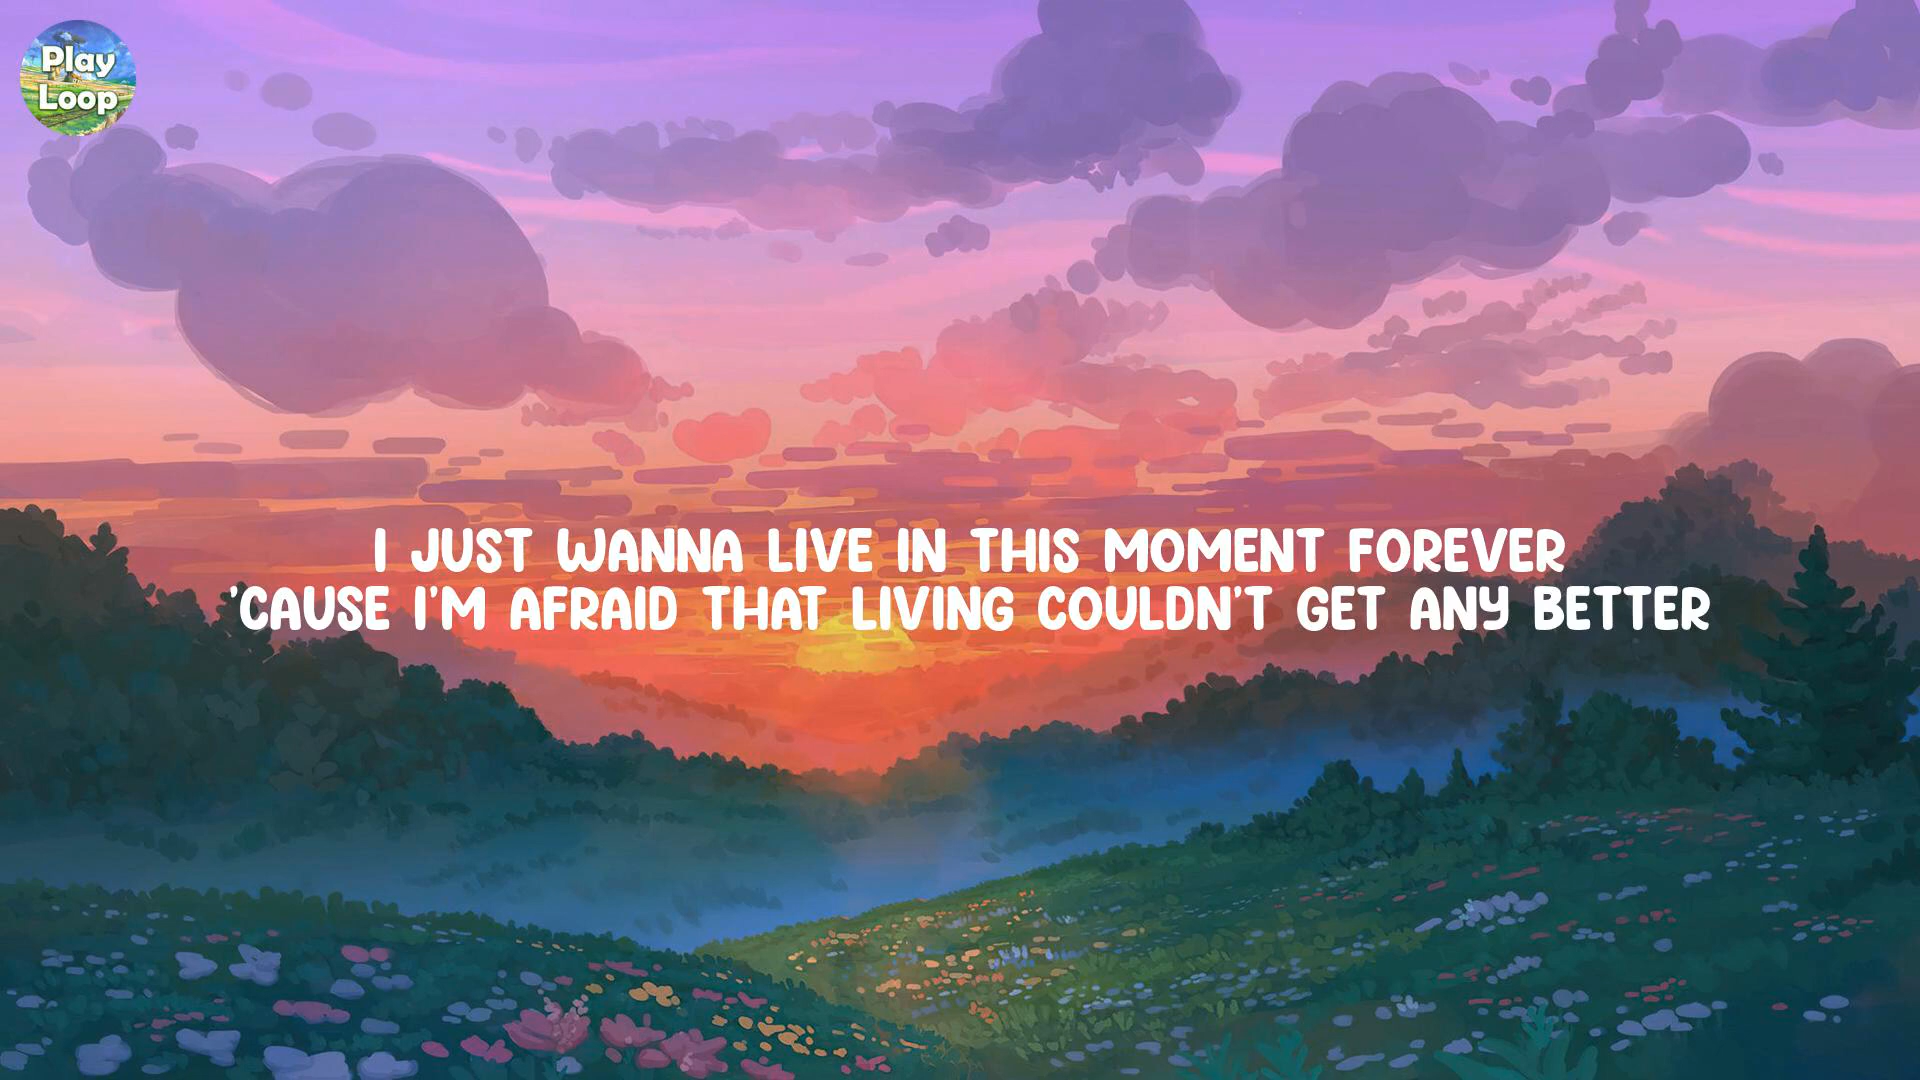 Play
Loop
I JUST WANNA LIVE IN THIS MOMENT FOREVER
'CAUSE I'M AFRAID THAT LIVING COULDN'T GET ANY BETTER